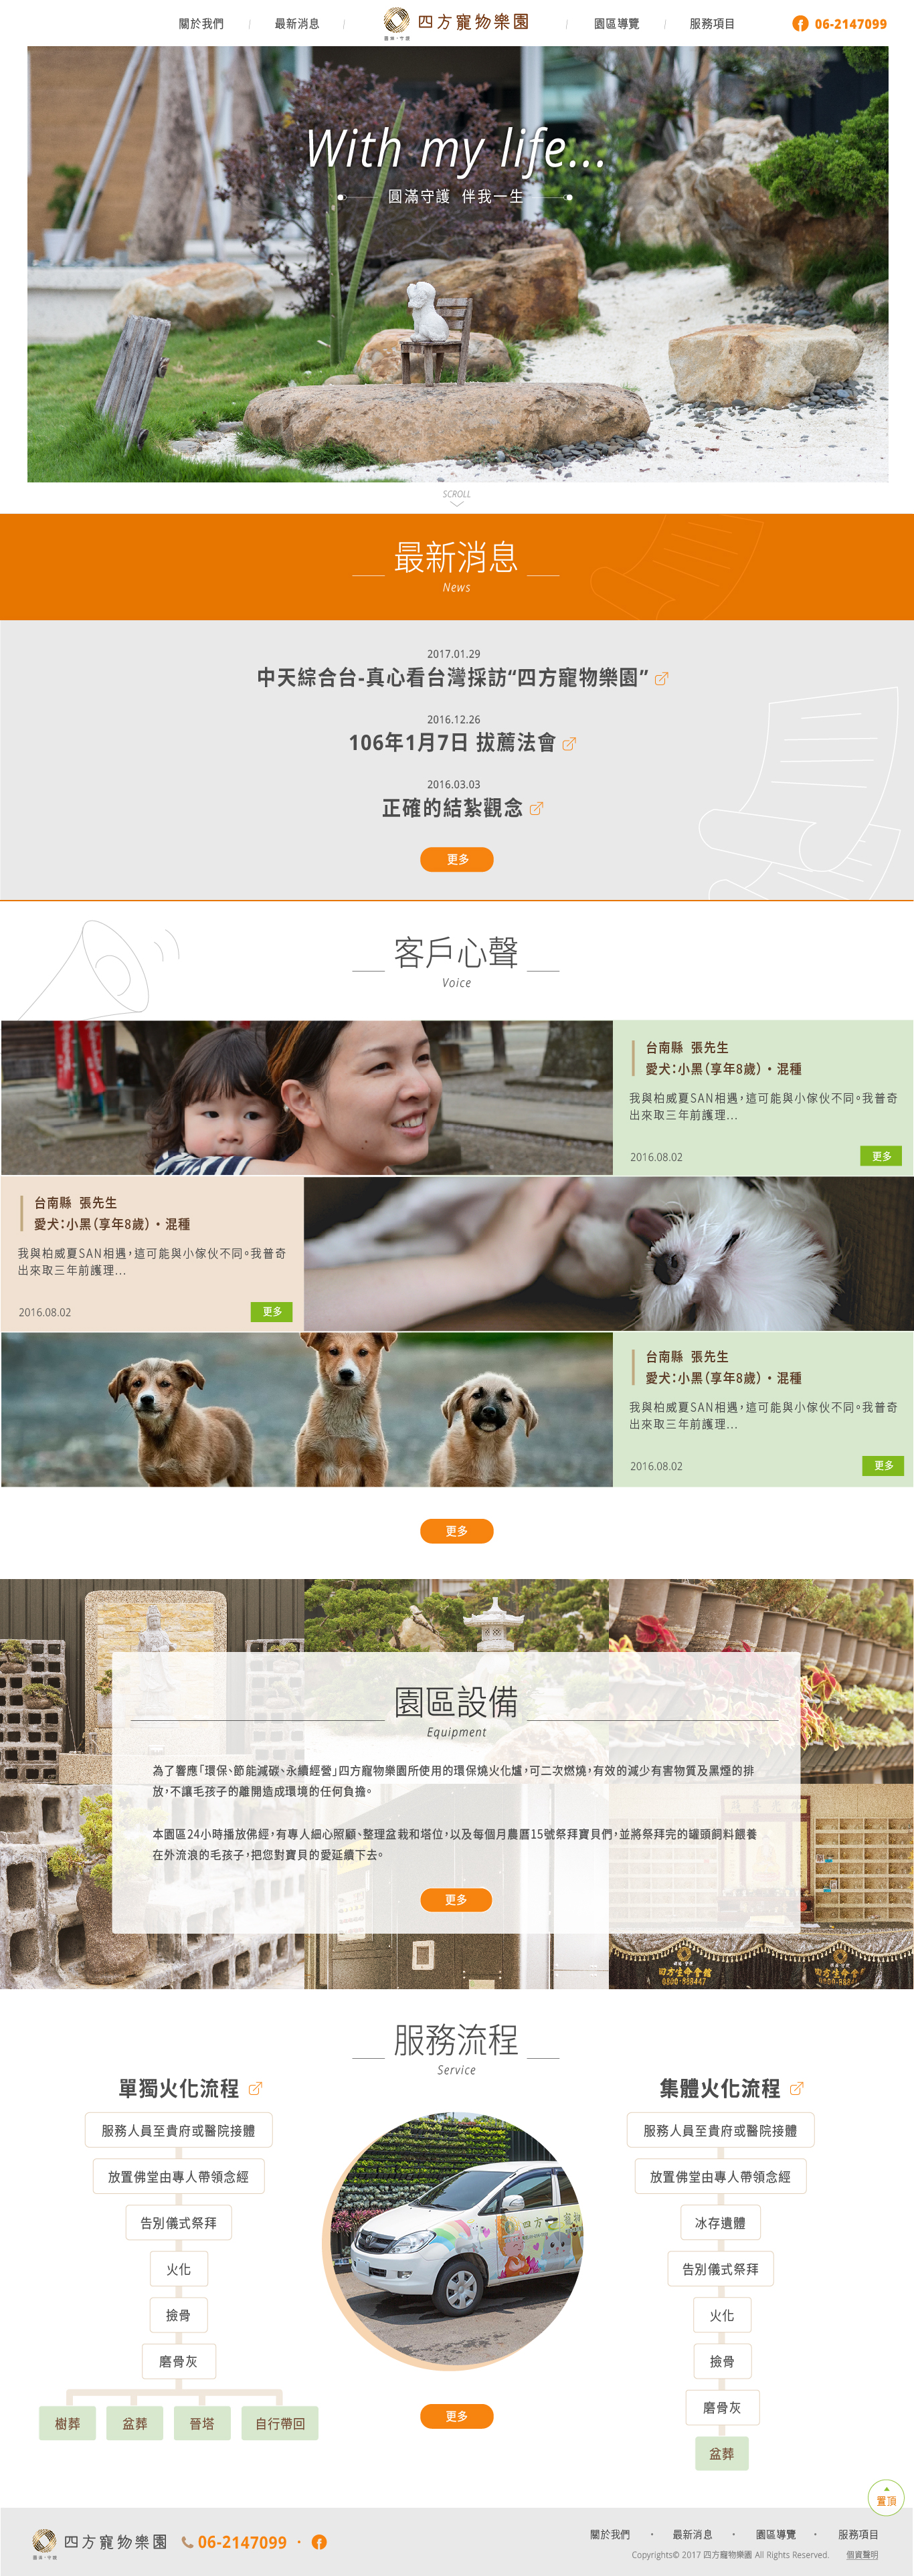 關於我們
最新消息
四方寵物樂園
園區導覽
服務項目
06-2147099
With my life...
圓滿守護 伴我一生
SCROLL
最新消息
News
2017.01.29
中天綜合台-真心看台灣採訪“四方寵物樂園”
2016.12.26
106年1月7日 拔薦法會
2016.03.03
正確的結紮觀念
更多
客戶心聲
Voice
台南縣 張先生
愛犬：小黑（享年8歲）・混種
我與柏威夏SAN相遇，這可能與小傢伙不同。我普奇
出來取三年前護理...
2016.08.02
更多
台南縣 張先生
愛犬：小黑（享年8歲）・混種
我與柏威夏SAN相遇，這可能與小傢伙不同。我普奇
出來取三年前護理...
2016.08.02
更多
台南縣 張先生
愛犬：小黑（享年8歲）・混種
我與柏威夏SAN相遇，這可能與小傢伙不同。我普奇
出來取三年前護理...
2016.08.02
更多
更多
園區設備
Equipment
為了響應「環保、節能減碳、永續經營」四方寵物樂園所使用的環保燒火化爐，可二次燃燒，有效的減少有害物質及黑煙的排
放，不讓毛孩子的離開造成環境的任何負擔。
本園區24小時播放佛經，有專人細心照顧、整理盆栽和塔位，以及每個月農曆15號祭拜寶貝們，並將祭拜完的罐頭飼料餵養
在外流浪的毛孩子，把您對寶貝的愛延續下去。
更多
四方生命會館
0800-888447
四方生命會
服務流程
Service
單獨火化流程
服務人員至貴府或醫院接體
放置佛堂由專人帶領念經
告別儀式祭拜
火化
撿骨
磨骨灰
樹葬
盆葬
晉塔
自行帶回
更多
集體火化流程
服務人員至貴府或醫院接體
放置佛堂由專人帶領念經
冰存遺體
告別儀式祭拜
火化
撿骨
磨骨灰
盆葬
置頂
四方寵物樂園
06-2147099
關於我們 • 最新消息 • 園區導覽 • 服務項目
Copyrights© 2017 四方寵物樂園 All Rights Reserved. 個資聲明